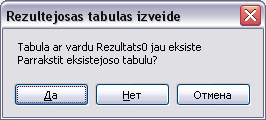 Rezultejosas tabulas izveide
Tabula ar vardu Rezultats0 jau eksiste
Parrakstit eksistejoso tabulu?
Да
Нет
Отмена